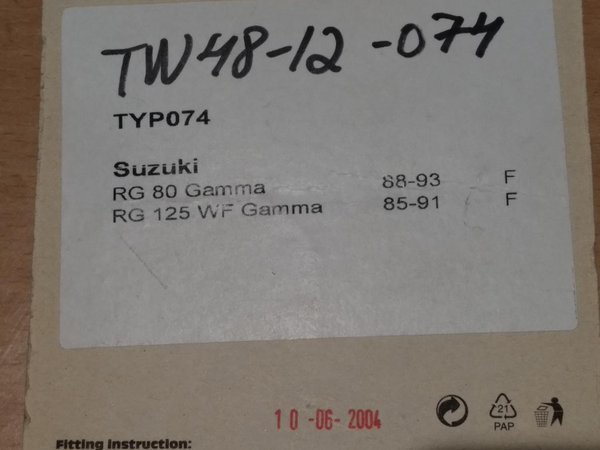 TW48-12-074
TYP074
Suzuki
RG 80 Gamma 88-93 F
RG 125 WF Gamma 85-91 F
10-06-2004
21
PAP
Fitting instruction: